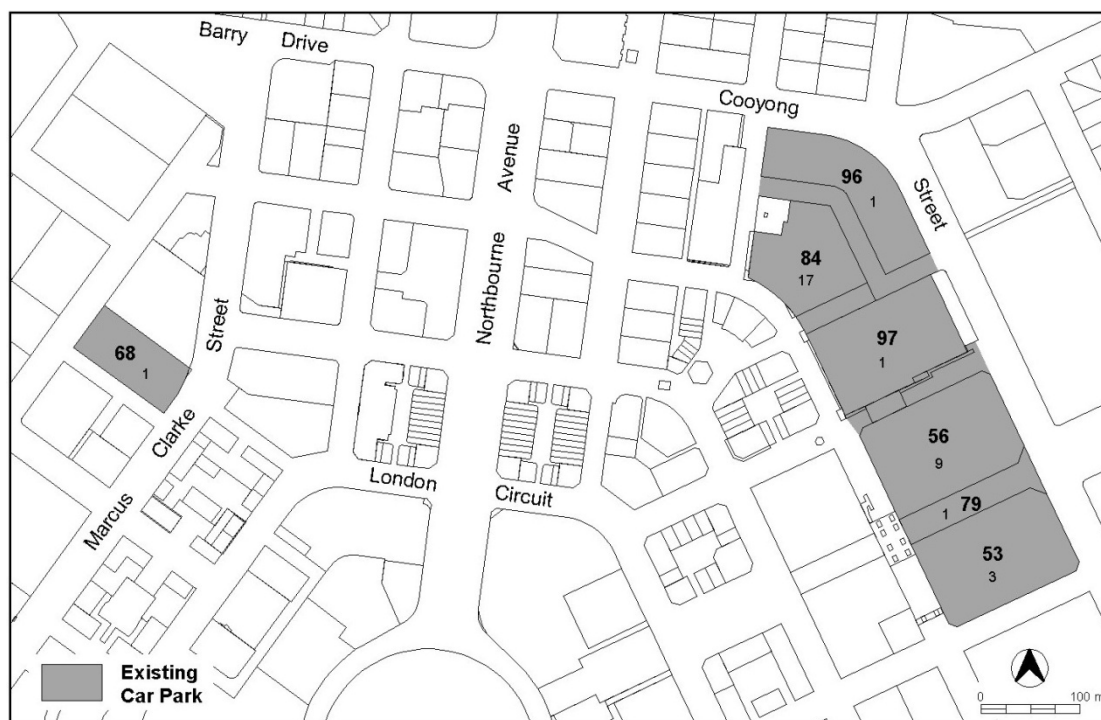 Barry Drive
Cooyong
Street
Northbourne Avenue
Street
Marcus Clarke
London Circuit
96
1
84
17
97
1
68
1
56
9
79
1
53
3
Existing
Car Park
0 100 m